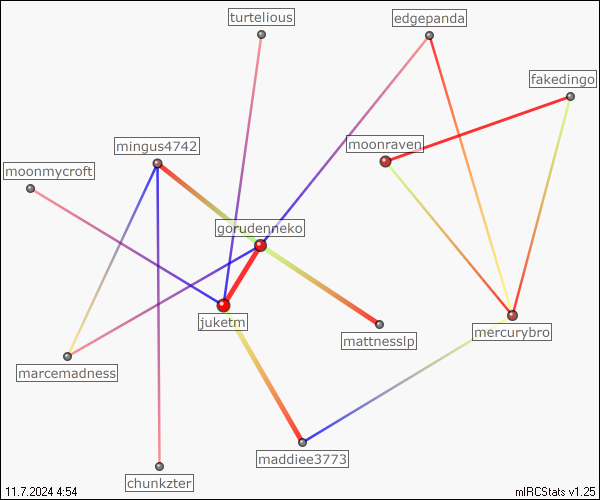 turtelious
edgepanda
fakedingo
mingus4742
moonraven
moonmycroft
gorudenneko
juketm
mercurybro
mattnesslp
marcemadness
maddiee3773
chunkzter
11.7.2024 4:54
mIRCStats v1.25